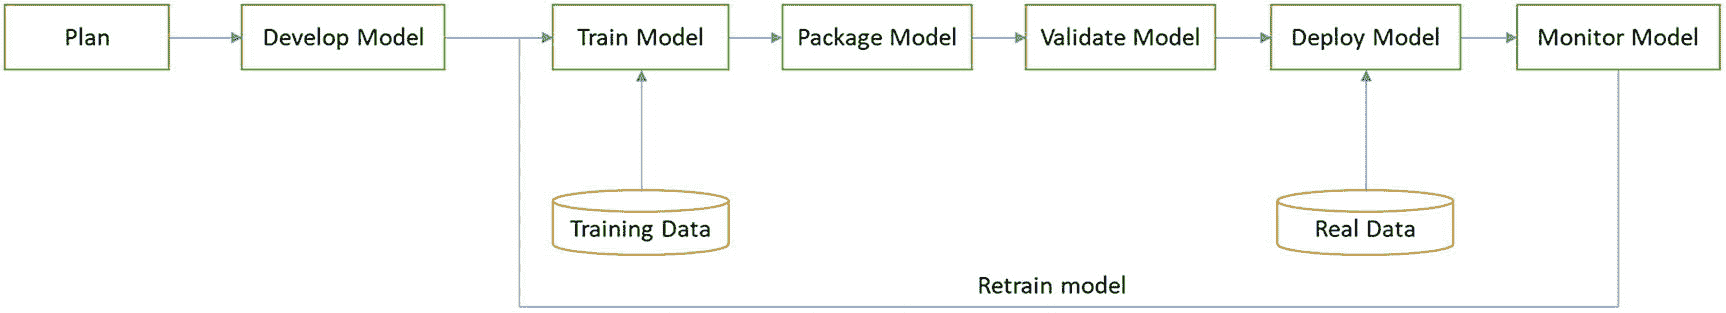 Plan
Develop Model
Train Model
Package Model
Validate Model
Deploy Model
Monitor Model
Training Data
Real Data
Retrain model